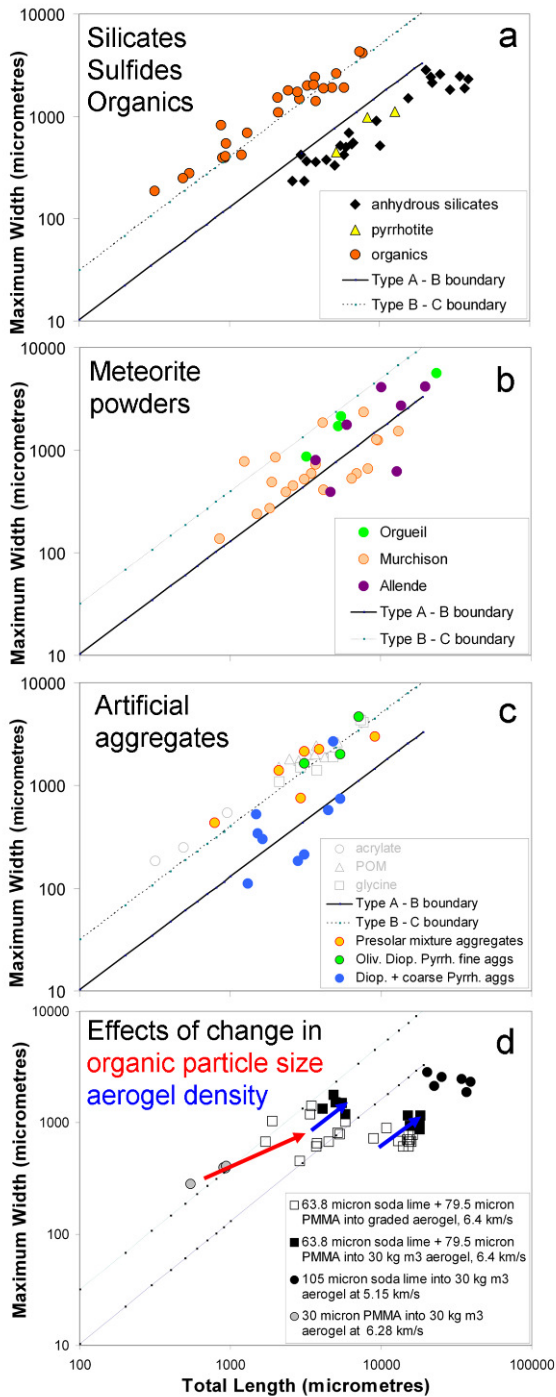 10000
1000
100
10
Maximum Width (micrometres)
Silicates
Sulfides
Organics
a
anhydrous silicates
pyrrhotite
organics
Type A - B boundary
Type B - C boundary
10000
1000
100
10
Maximum Width (micrometres)
Meteorite
powders
b
Orgueil
Murchison
Allende
Type A - B boundary
Type B - C boundary
10000
1000
100
10
Maximum Width (micrometres)
Artificial
aggregates
c
acrylate
POM
glycine
Type A - B boundary
Type B - C boundary
Presolar mixture aggregates
Oliv. Diop. Pyrrh. fine aggs
Diop. + coarse Pyrrh. aggs
10000
1000
100
10
Maximum Width (micrometres)
Effects of change in
organic particle size
aerogel density
d
63.8 micron soda lime + 79.5 micron
PMMA into graded aerogel, 6.4 km/s
63.8 micron soda lime + 79.5 micron
PMMA into 30 kg m3 aerogel, 6.4 km/s
105 micron soda lime into 30 kg m3
aerogel at 5.15 km/s
30 micron PMMA into 30 kg m3
aerogel at 6.28 km/s
100 1000 10000 100000
Total Length (micrometres)